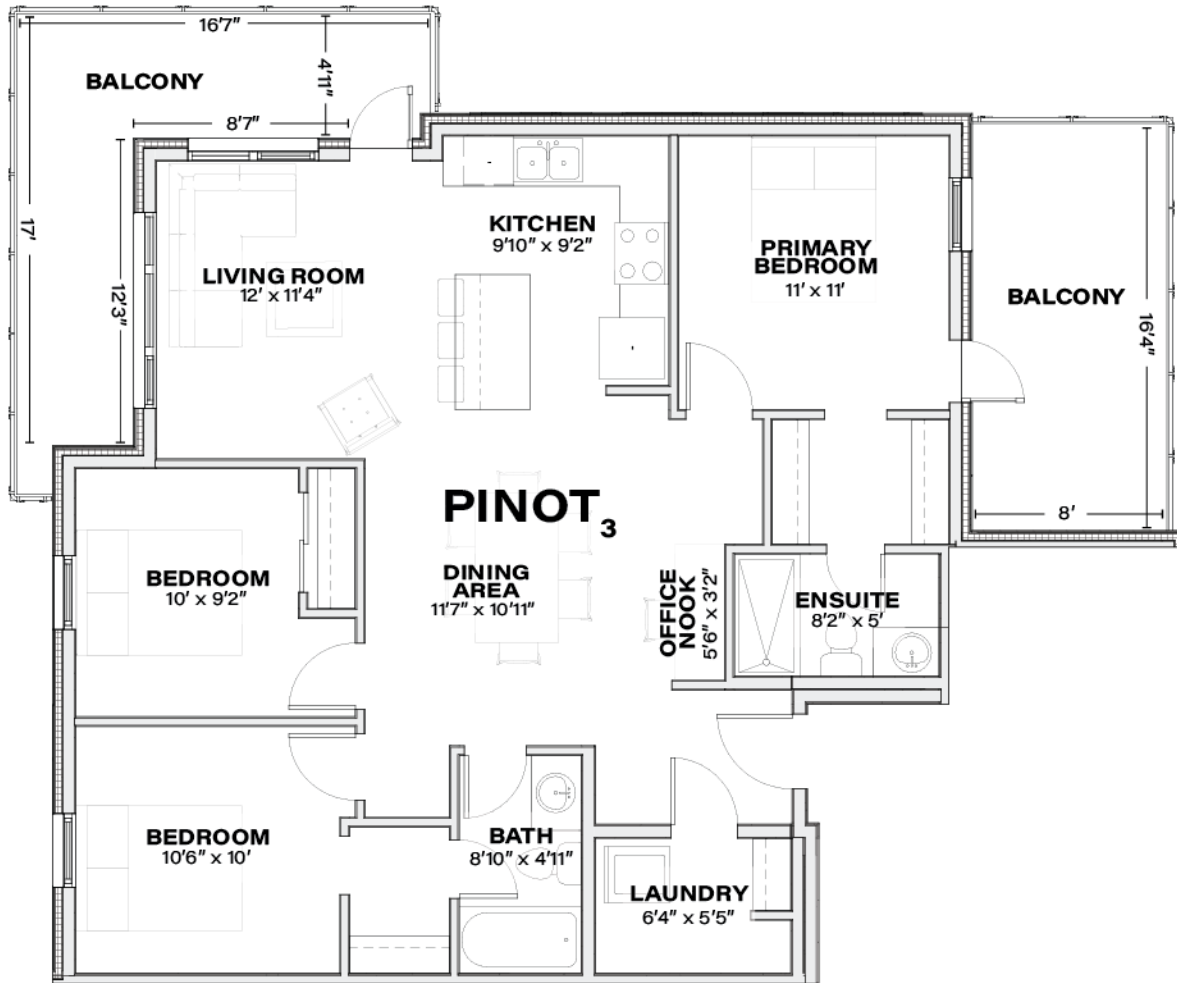 16'7"
BALCONY
4'11"
8'7"
17'
12'3"
KITCHEN
9'10" x 9'2"
LIVING ROOM
12' x 11'4"
PRIMARY
BEDROOM
11' x 11'
BALCONY
16'4"
8'
PINOT3
BEDROOM
10' x 9'2"
DINING
AREA
11'7" x 10'11"
OFFICE
NOOK
5'6" x 3'2"
ENSUITE
8'2" x 5'
BEDROOM
10'6" x 10'
BATH
8'10" x 4'11"
LAUNDRY
6'4" x 5'5"